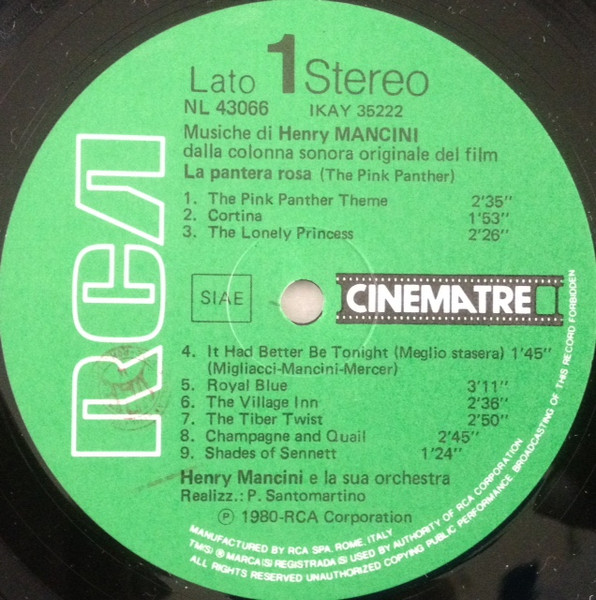 Lato 1 Stereo
NL 43066 IKAY 35222
Musiche di Henry MANCINI
dalla colonna sonora originale del film
La pantera rosa (The Pink Panther)
1. The Pink Panther Theme 2'35"
2. Cortina 1'53"
3. The Lonely Princess 2'26"
RCA
SIAE
CINEMATRE
4. It Had Better Be Tonight (Meglio stasera) 1'45"
(Migliacci-Mancini-Mercer)
5. Royal Blue 3'11"
6. The Village Inn 2'36"
7. The Tiber Twist 2'50"
8. Champagne and Quail 2'45"
9. Shades of Sennett 1'24"
Henry Mancini e la sua orchestra
Realizz.: P. Santomartino
℗ 1980-RCA Corporation
MANUFACTURED BY RCA SPA. ROME. ITALY
TM(S) ® MARCA(S) REGISTRADA(S) USED BY AUTHORITY OF RCA CORPORATION
ALL RIGHTS RESERVED UNAUTHORIZED COPYING PUBLIC PERFORMANCE BROADCASTING OF THIS RECORD FORBIDDEN